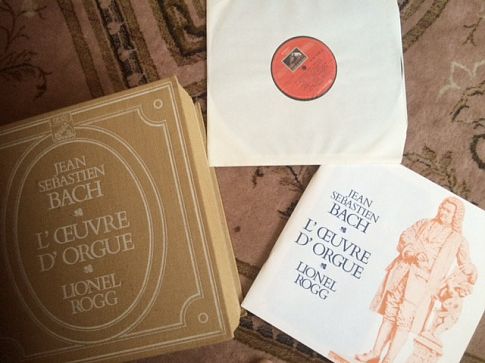 JEAN
SEBASTIEN
BACH
L'ŒUVRE
D'ORGUE
LIONEL
ROGG
JEAN
SEBASTIEN
BACH
L'ŒUVRE
D'ORGUE
LIONEL
ROGG